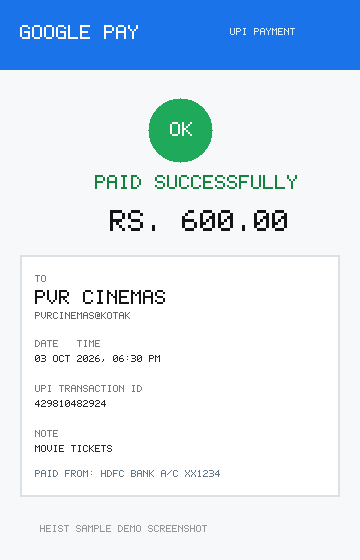 GOOGLE PAY
UPI PAYMENT
OK
PAID SUCCESSFULLY
RS. 600.00
TO
PVR CINEMAS
PVRCINEMAS@KOTAK
DATE TIME
03 OCT 2026, 06:30 PM
UPI TRANSACTION ID
429810482924
NOTE
MOVIE TICKETS
PAID FROM: HDFC BANK A/C XX1234
HEIST SAMPLE DEMO SCREENSHOT